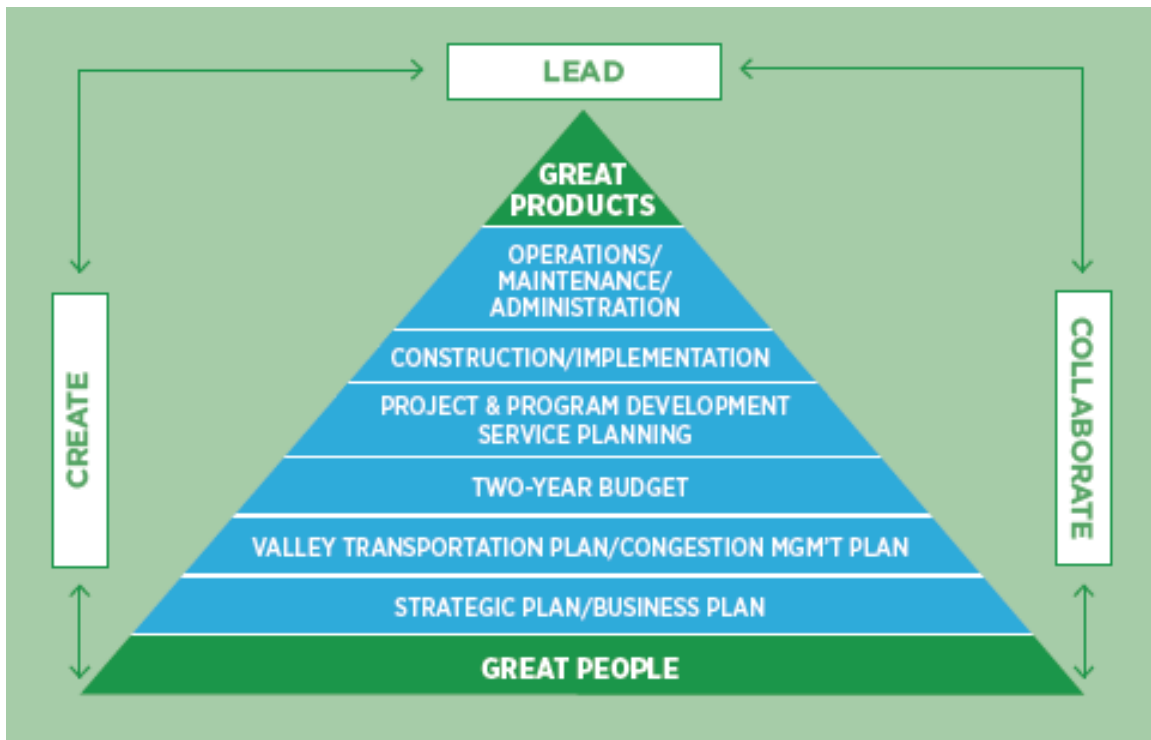 LEAD
GREAT
PRODUCTS
OPERATIONS/
MAINTENANCE/
ADMINISTRATION
CONSTRUCTION/IMPLEMENTATION
PROJECT & PROGRAM DEVELOPMENT
SERVICE PLANNING
TWO-YEAR BUDGET
VALLEY TRANSPORTATION PLAN/CONGESTION MGM'T PLAN
STRATEGIC PLAN/BUSINESS PLAN
GREAT PEOPLE
CREATE
COLLABORATE